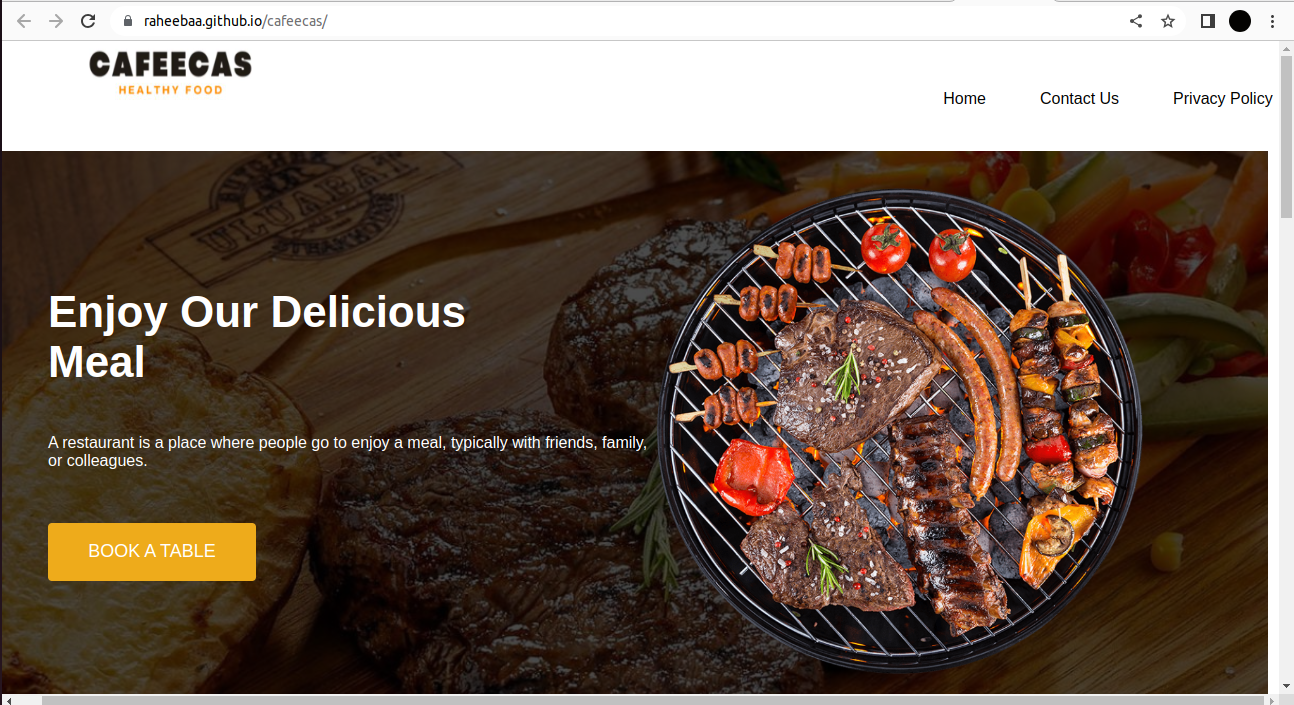 raheebaa.github.io/cafeecas/
CAFEECAS
HEALTHY FOOD
Home
Contact Us
Privacy Policy
Enjoy Our Delicious
Meal
A restaurant is a place where people go to enjoy a meal, typically with friends, family,
or colleagues.
BOOK A TABLE